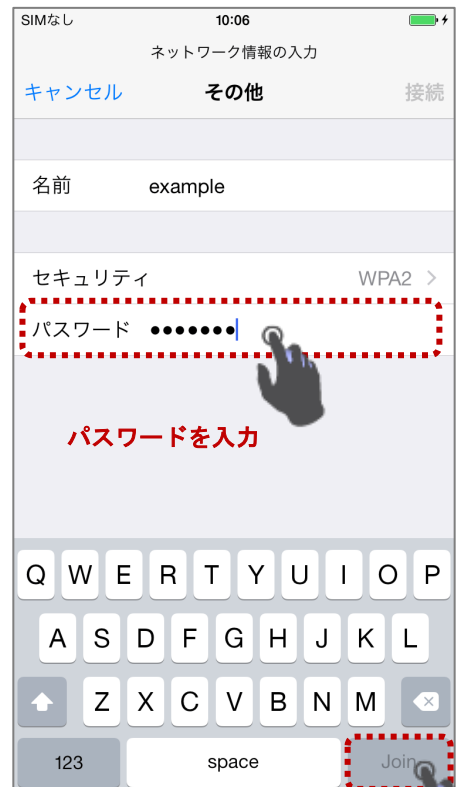 SIMなし 10:06
ネットワーク情報の入力
キャンセル その他 接続
名前 example
セキュリティ WPA2
パスワード •••••••
パスワードを入力
Q W E R T Y U I O P
A S D F G H J K L
Z X C V B N M
123 space Join